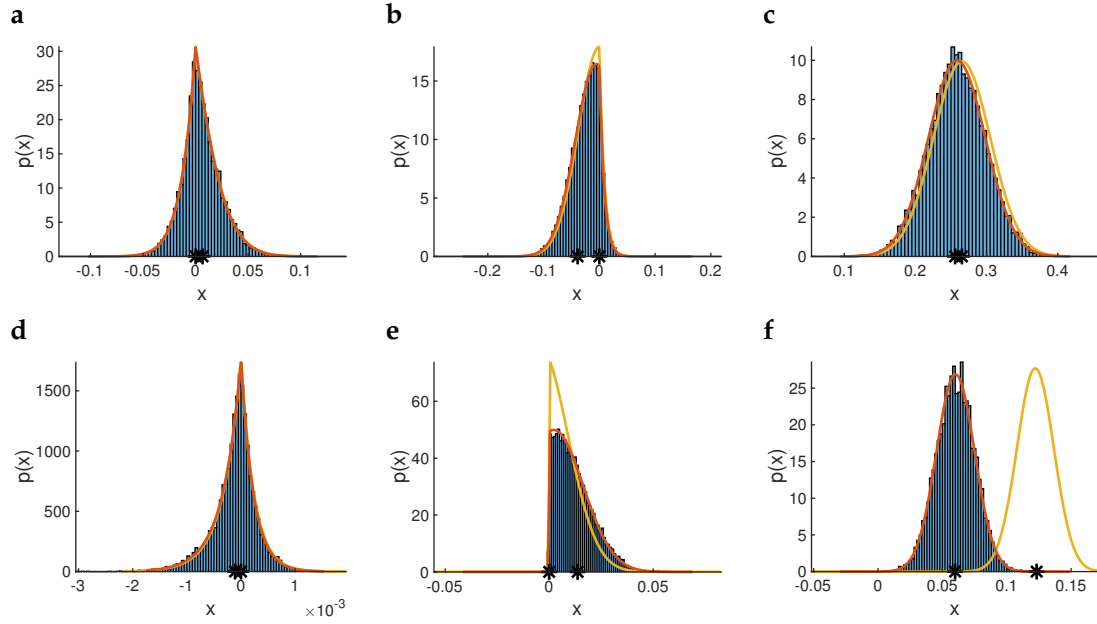 a
30
25
20
15
10
5
0
p(x)
-0.1 -0.05 0 0.05 0.1
x
b
15
10
5
0
p(x)
-0.2 -0.1 0 0.1 0.2
x
c
10
8
6
4
2
0
p(x)
0.1 0.2 0.3 0.4
x
d
1500
1000
500
0
p(x)
-3 -2 -1 0 1
x
×10⁻³
e
60
40
20
0
p(x)
-0.05 0 0.05
x
f
25
20
15
10
5
0
p(x)
-0.05 0 0.05 0.1 0.15
x